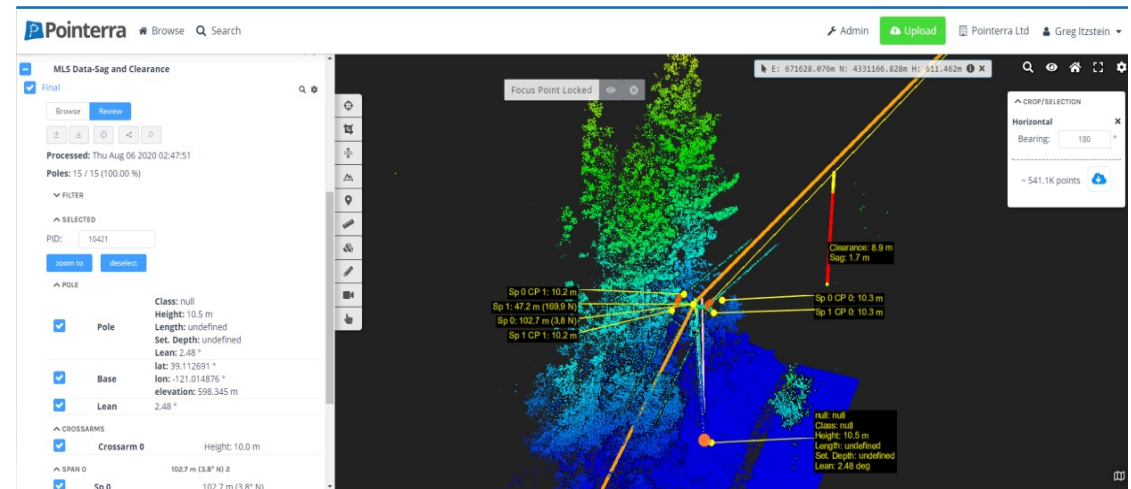 Pointerra Browse Search Admin Upload Pointerra Ltd Greg Itzstein
MLS Data-Sag and Clearance
Final
Browse Review
Processed: Thu Aug 06 2020 02:47:51
Poles: 15 / 15 (100.00 %)
FILTER
SELECTED
PID: 10421
zoom to deselect
POLE
Class: null
Height: 10.5 m
Pole Length: undefined
Set. Depth: undefined
Lean: 2.48 °
lat: 39.112691 °
Base lon: -121.014876 °
elevation: 598.345 m
Lean 2.48 °
CROSSARMS
Crossarm 0 Height: 10.0 m
SPAN 0 102.7 m (3.8° N) 2
Sp 0 102.7 m (3.8° N)
Focus Point Locked
E: 671628.076m N: 4331166.828m H: 611.462m
Clearance: 8.9 m
Sag: 1.7 m
Sp 0 CP 1: 10.2 m
Sp 1: 47.2 m (169.9 N)
Sp 0: 102.7 m (3.8 N)
Sp 1 CP 1: 10.2 m
Sp 0 CP 0: 10.3 m
Sp 1 CP 0: 10.3 m
null: null
Class: null
Height: 10.5 m
Length: undefined
Set. Depth: undefined
Lean: 2.48 deg
CROP/SELECTION
Horizontal
Bearing: 180 °
~ 541.1K points